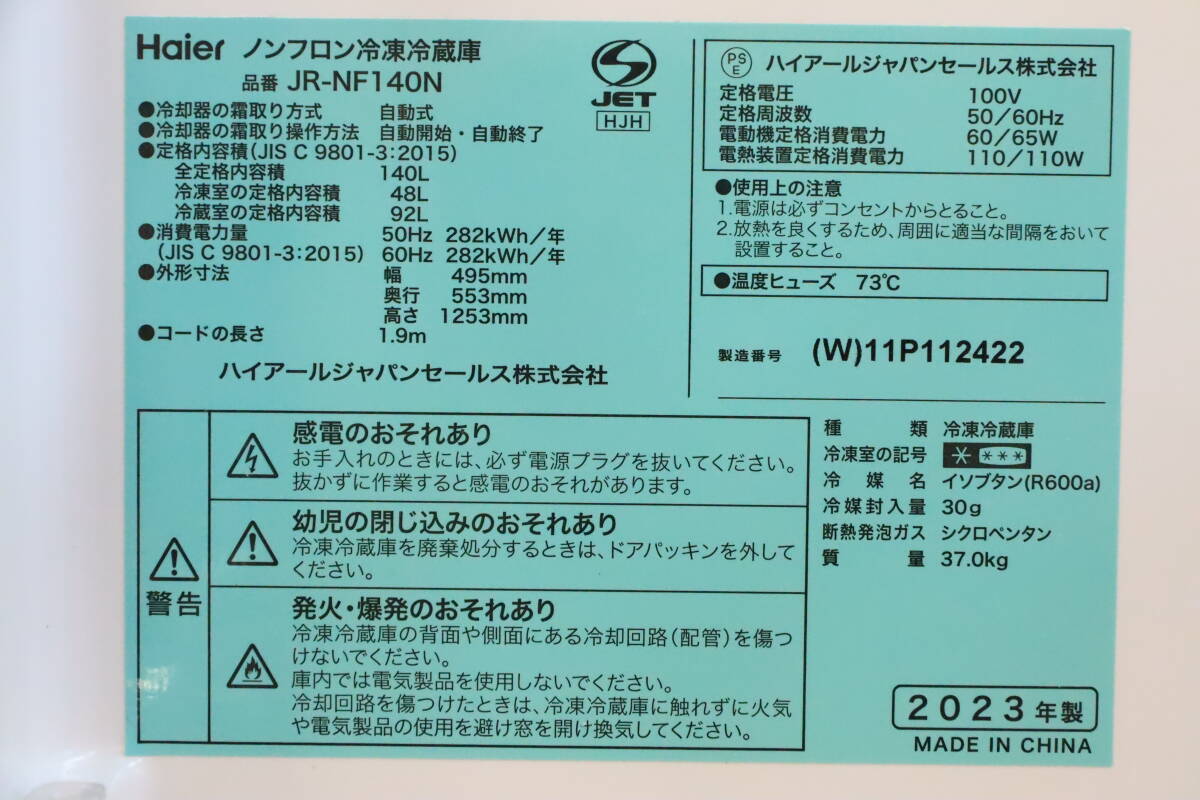 Haier ノンフロン冷凍冷蔵庫
品番 JR-NF140N
●冷却器の霜取り方式 自動式
●冷却器の霜取り操作方法 自動開始・自動終了
●定格内容積(JIS C 9801-3:2015)
全定格内容積 140L
冷凍室の定格内容積 48L
冷蔵室の定格内容積 92L
●消費電力量 50Hz 282kWh/年
(JIS C 9801-3:2015) 60Hz 282kWh/年
●外形寸法 幅 495mm
奥行 553mm
高さ 1253mm
●コードの長さ 1.9m
ハイアールジャパンセールス株式会社
JET
HJH
PS
E
ハイアールジャパンセールス株式会社
定格電圧 100V
定格周波数 50/60Hz
電動機定格消費電力 60/65W
電熱装置定格消費電力 110/110W
●使用上の注意
1.電源は必ずコンセントからとること。
2.放熱を良くするため、周囲に適当な間隔をおいて
設置すること。
●温度ヒューズ 73℃
製造番号 (W)11P112422
警告
感電のおそれあり
お手入れのときには、必ず電源プラグを抜いてください。
抜かずに作業すると感電のおそれがあります。
幼児の閉じ込みのおそれあり
冷凍冷蔵庫を廃棄処分するときは、ドアパッキンを外して
ください。
発火・爆発のおそれあり
冷凍冷蔵庫の背面や側面にある冷却回路(配管)を傷つ
けないでください。
庫内では電気製品を使用しないでください。
冷却回路を傷つけたときは、冷凍冷蔵庫に触れずに火気
や電気製品の使用を避け窓を開け換気してください。
種類 冷凍冷蔵庫
冷凍室の記号 * ***
冷媒名 イソブタン(R600a)
冷媒封入量 30g
断熱発泡ガス シクロペンタン
質量 37.0kg
2023年製
MADE IN CHINA